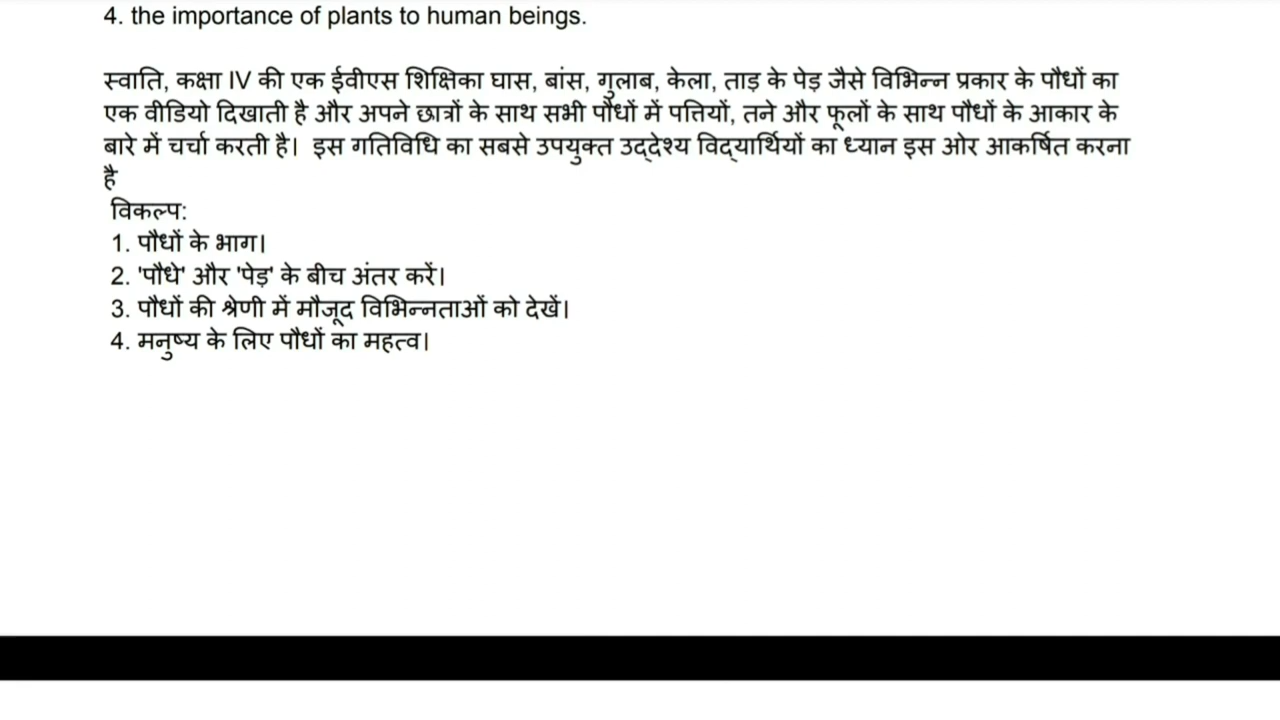 4. the importance of plants to human beings.
स्वाति, कक्षा IV की एक ईवीएस शिक्षिका घास, बांस, गुलाब, केला, ताड़ के पेड़ जैसे विभिन्न प्रकार के पौधों का
एक वीडियो दिखाती है और अपने छात्रों के साथ सभी पौधों में पत्तियों, तने और फूलों के साथ पौधों के आकार के
बारे में चर्चा करती है। इस गतिविधि का सबसे उपयुक्त उद्देश्य विद्यार्थियों का ध्यान इस ओर आकर्षित करना
है
विकल्प:
1. पौधों के भाग।
2. 'पौधे' और 'पेड़' के बीच अंतर करें।
3. पौधों की श्रेणी में मौजूद विभिन्नताओं को देखें।
4. मनुष्य के लिए पौधों का महत्व।